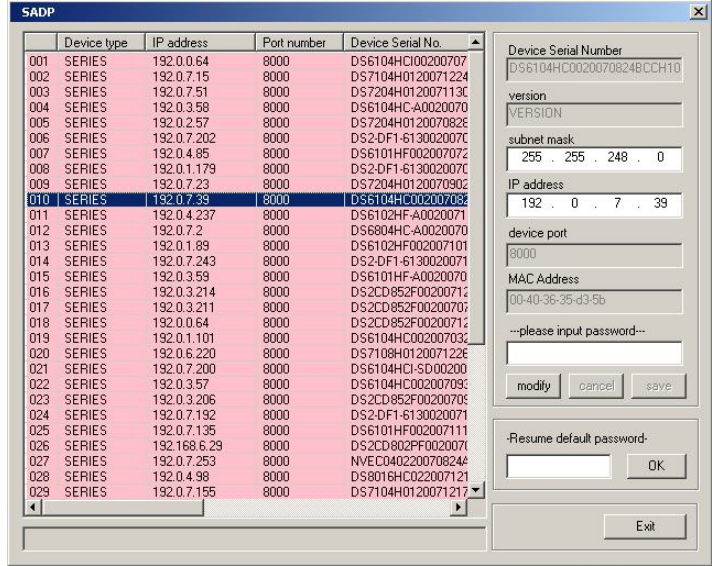 SADP
Device type IP address Port number Device Serial No.
001 SERIES 192.0.0.64 8000 DS6104HCI00200707
002 SERIES 192.0.7.15 8000 DS7104H0120071224
003 SERIES 192.0.7.51 8000 DS7204H0120071130
004 SERIES 192.0.3.58 8000 DS6104HC-A0020070
005 SERIES 192.0.2.57 8000 DS7204H0120070828
006 SERIES 192.0.7.202 8000 DS2-DF1-6130020070
007 SERIES 192.0.4.85 8000 DS6101HF002007072
008 SERIES 192.0.1.179 8000 DS2-DF1-6130020070
009 SERIES 192.0.7.23 8000 DS7204H0120070902
010 SERIES 192.0.7.39 8000 DS6104HC002007082
011 SERIES 192.0.4.237 8000 DS6102HF-A0020071
012 SERIES 192.0.7.2 8000 DS6804HC-A0020070
013 SERIES 192.0.1.89 8000 DS6102HF002007101
014 SERIES 192.0.7.243 8000 DS2-DF1-6130020071
015 SERIES 192.0.3.59 8000 DS6101HF-A0020070
016 SERIES 192.0.3.214 8000 DS2CD852F00200712
017 SERIES 192.0.3.211 8000 DS2CD852F00200707
018 SERIES 192.0.0.64 8000 DS2CD852F00200712
019 SERIES 192.0.1.101 8000 DS6104HC002007032
020 SERIES 192.0.6.220 8000 DS7108H0120071226
021 SERIES 192.0.7.200 8000 DS6104HCI-SD00200
022 SERIES 192.0.3.57 8000 DS6104HC002007093
023 SERIES 192.0.3.206 8000 DS2CD852F00200709
024 SERIES 192.0.7.192 8000 DS2-DF1-6130020071
025 SERIES 192.0.7.135 8000 DS6101HF002007111
026 SERIES 192.168.6.29 8000 DS2CD802PF0020070
027 SERIES 192.0.7.253 8000 NVEC040220070824A
028 SERIES 192.0.4.98 8000 DS8016HC022007121
029 SERIES 192.0.7.155 8000 DS7104H0120071217
Device Serial Number
DS6104HC0020070824BCCH10
version
VERSION
subnet mask
255 . 255 . 248 . 0
IP address
192 . 0 . 7 . 39
device port
8000
MAC Address
00-40-36-35-d3-5b
---please input password---
modify cancel save
-Resume default password-
OK
Exit